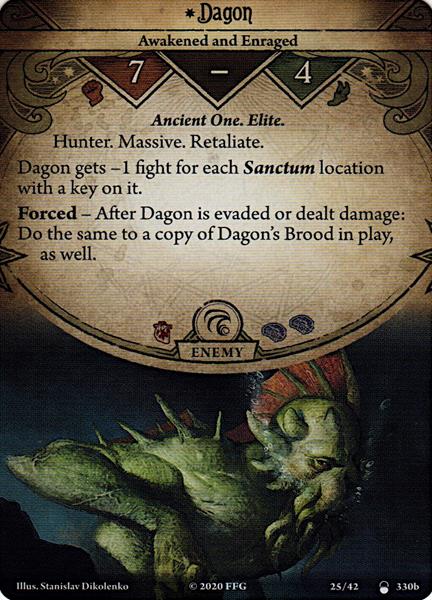 Dagon
Awakened and Enraged
7 – 4
Ancient One. Elite.
Hunter. Massive. Retaliate.
Dagon gets –1 fight for each Sanctum location
with a key on it.
Forced – After Dagon is evaded or dealt damage:
Do the same to a copy of Dagon's Brood in play,
as well.
ENEMY
Illus. Stanislav Dikolenko © 2020 FFG 25/42 330b